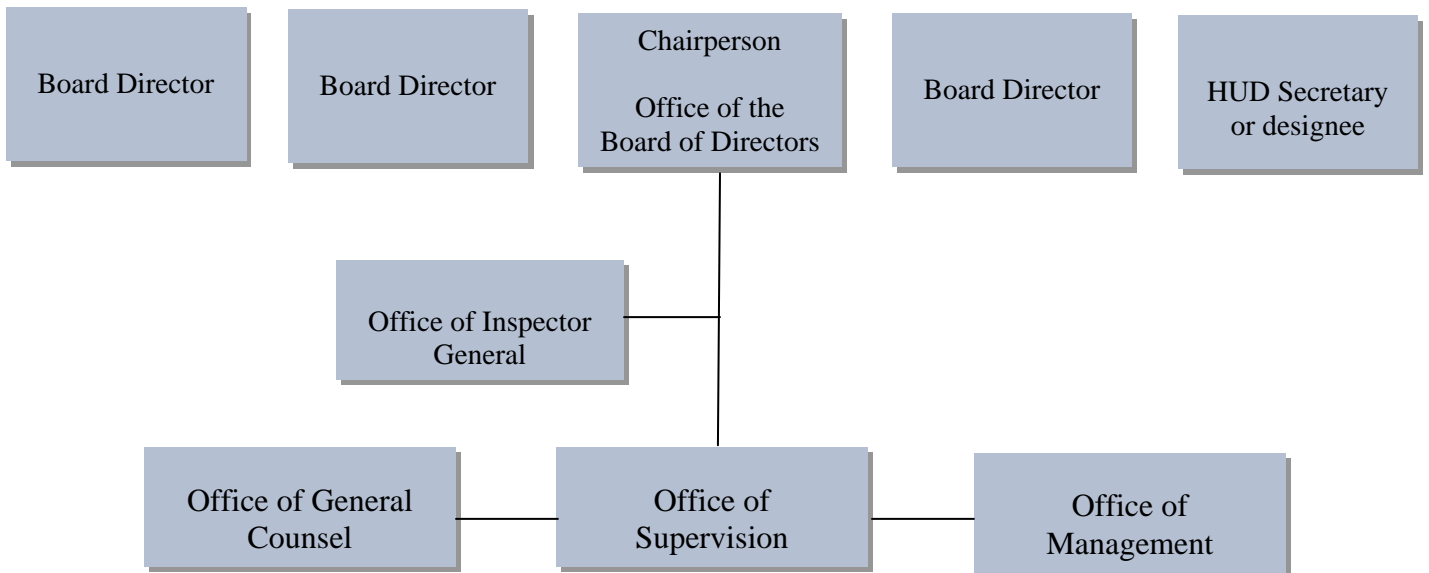 Board Director
Board Director
Chairperson
Office of the
Board of Directors
Board Director
HUD Secretary
or designee
Office of Inspector
General
Office of General
Counsel
Office of
Supervision
Office of
Management